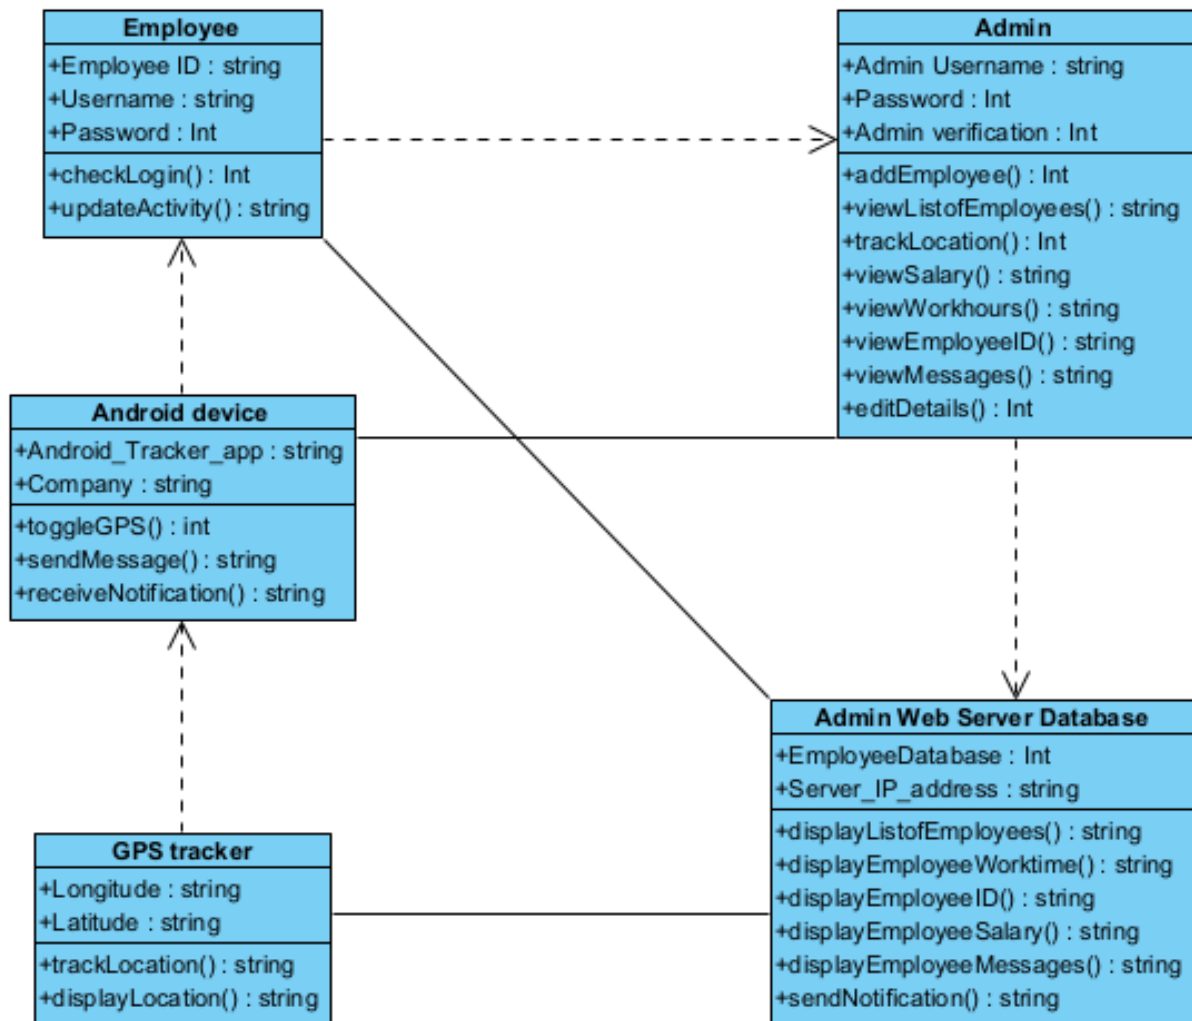 Employee
+Employee ID : string
+Username : string
+Password : Int
+checkLogin() : Int
+updateActivity() : string
Admin
+Admin Username : string
+Password : Int
+Admin verification : Int
+addEmployee() : Int
+viewListofEmployees() : string
+trackLocation() : Int
+viewSalary() : string
+viewWorkhours() : string
+viewEmployeeID() : string
+viewMessages() : string
+editDetails() : Int
Android device
+Android_Tracker_app : string
+Company : string
+toggleGPS() : int
+sendMessage() : string
+receiveNotification() : string
GPS tracker
+Longitude : string
+Latitude : string
+trackLocation() : string
+displayLocation() : string
Admin Web Server Database
+EmployeeDatabase : Int
+Server_IP_address : string
+displayListofEmployees() : string
+displayEmployeeWorktime() : string
+displayEmployeeID() : string
+displayEmployeeSalary() : string
+displayEmployeeMessages() : string
+sendNotification() : string